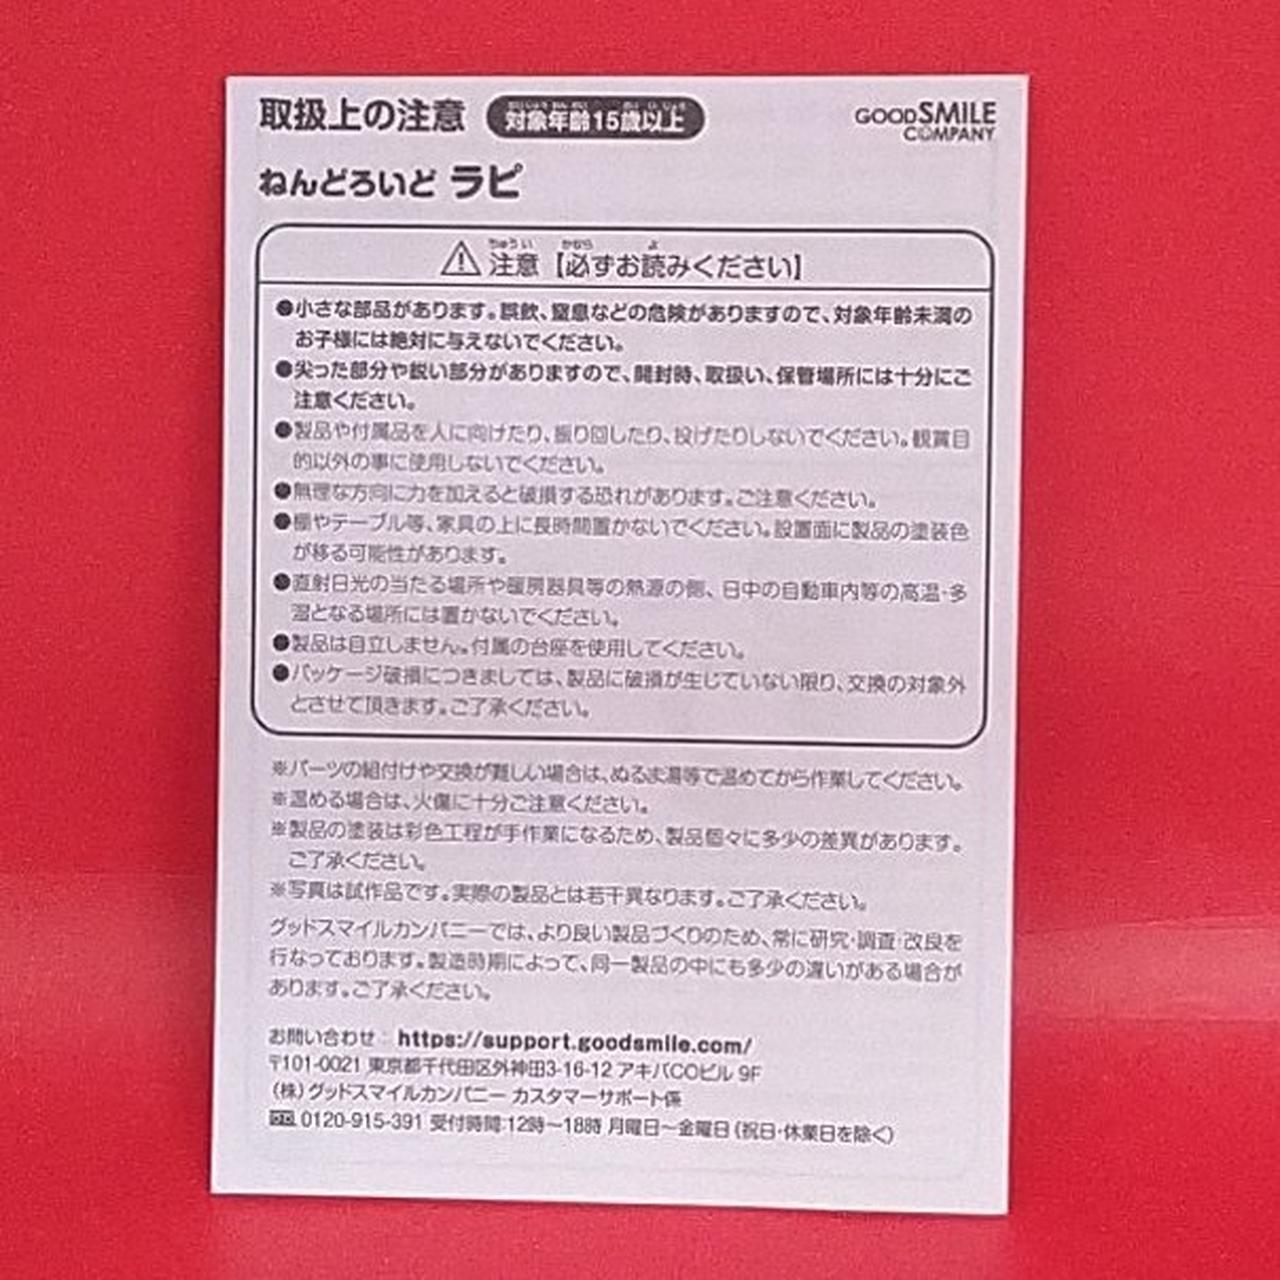 取扱上の注意 対象年齢15歳以上
GOODSMILE
COMPANY
ねんどろいど ラピ
注意【必ずお読みください】
●小さな部品があります。誤飲、窒息などの危険がありますので、対象年齢未満の
お子様には絶対に与えないでください。
●尖った部分や鋭い部分がありますので、開封時、取扱い、保管場所には十分にご
注意ください。
●製品や付属品を人に向けたり、振り回したり、投げたりしないでください。観賞目
的以外の事に使用しないでください。
●無理な方向に力を加えると破損する恐れがあります。ご注意ください。
●棚やテーブル等、家具の上に長時間置かないでください。設置面に製品の塗装色
が移る可能性があります。
●直射日光の当たる場所や暖房器具等の熱源の側、日中の自動車内等の高温・多
湿となる場所には置かないでください。
●製品は自立しません。付属の台座を使用してください。
●パッケージ破損につきましては、製品に破損が生じていない限り、交換の対象外
とさせて頂きます。ご了承ください。
※パーツの組付けや交換が難しい場合は、ぬるま湯等で温めてから作業してください。
※温める場合は、火傷に十分ご注意ください。
※製品の塗装は彩色工程が手作業になるため、製品個々に多少の差異があります。
ご了承ください。
※写真は試作品です。実際の製品とは若干異なります。ご了承ください。
グッドスマイルカンパニーでは、より良い製品づくりのため、常に研究・調査・改良を
行なっております。製造時期によって、同一製品の中にも多少の違いがある場合が
あります。ご了承ください。
お問い合わせ： https://support.goodsmile.com/
〒101-0021 東京都千代田区外神田3-16-12 アキバCOビル 9F
（株）グッドスマイルカンパニー カスタマーサポート係
0120-915-391 受付時間:12時～18時 月曜日～金曜日（祝日・休業日を除く）